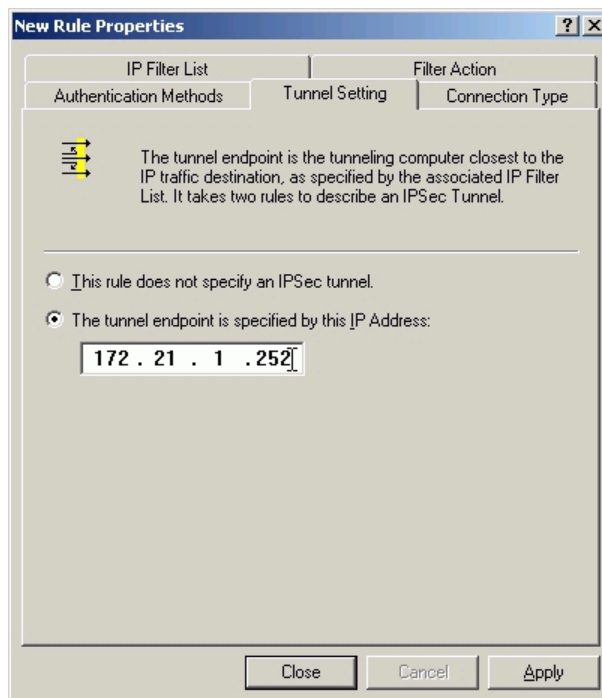 New Rule Properties
IP Filter List
Filter Action
Authentication Methods
Tunnel Setting
Connection Type
The tunnel endpoint is the tunneling computer closest to the
IP traffic destination, as specified by the associated IP Filter
List. It takes two rules to describe an IPSec Tunnel.
This rule does not specify an IPSec tunnel.
The tunnel endpoint is specified by this IP Address:
172 . 21 . 1 . 252
Close
Cancel
Apply